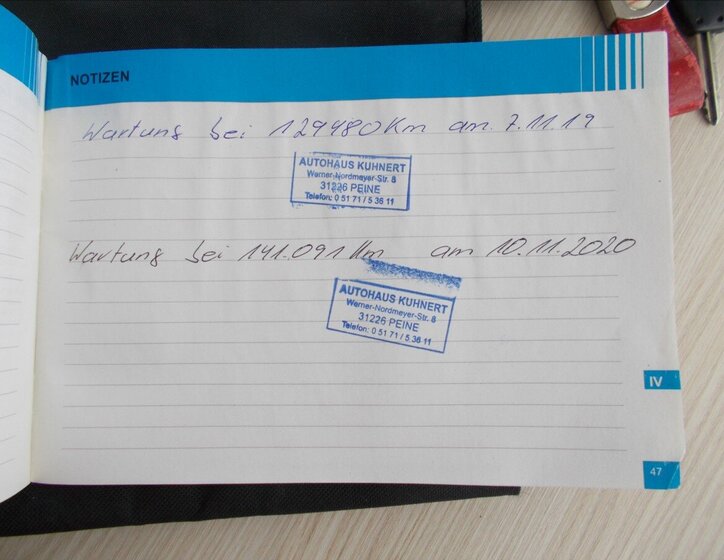 NOTIZEN
Wartung bei 129480Km am. 7.11.19
AUTOHAUS KUHNERT
Werner-Nordmeyer-Str. 8
31226 PEINE
Telefon: 0 51 71 / 5 36 11
Wartung bei 141.091 Km am 10.11.2020
AUTOHAUS KUHNERT
Werner-Nordmeyer-Str. 8
31226 PEINE
Telefon: 0 51 71 / 5 36 11
IV
47